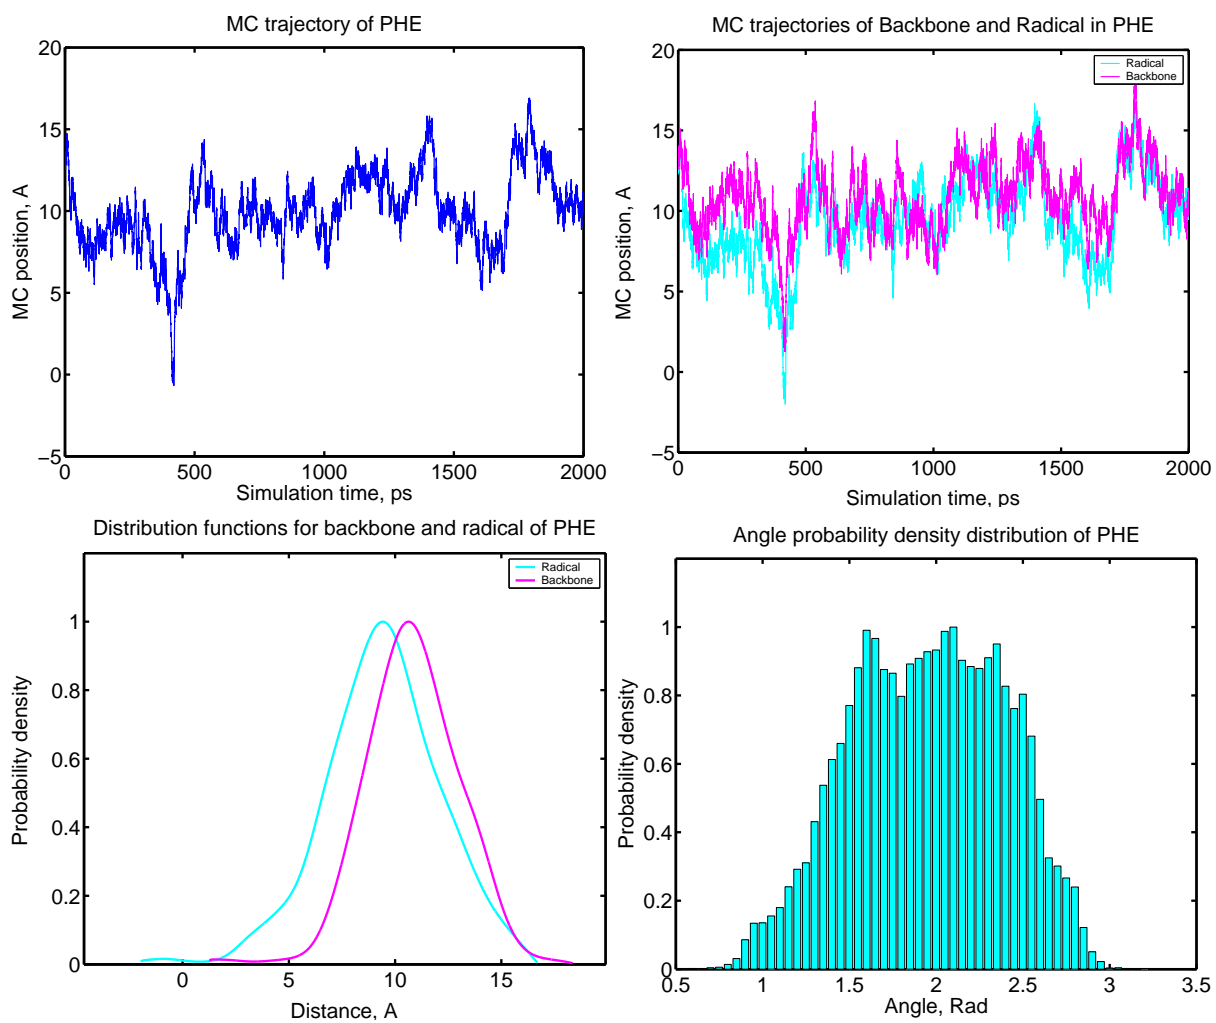 MC trajectory of PHE
20
15
10
5
0
−5
MC position, A
0 500 1000 1500 2000
Simulation time, ps
MC trajectories of Backbone and Radical in PHE
Radical
Backbone
20
15
10
5
0
−5
MC position, A
0 500 1000 1500 2000
Simulation time, ps
Distribution functions for backbone and radical of PHE
Radical
Backbone
1
0.8
0.6
0.4
0.2
0
Probability density
0 5 10 15
Distance, A
Angle probability density distribution of PHE
1
0.8
0.6
0.4
0.2
0
Probability density
0.5 1 1.5 2 2.5 3 3.5
Angle, Rad